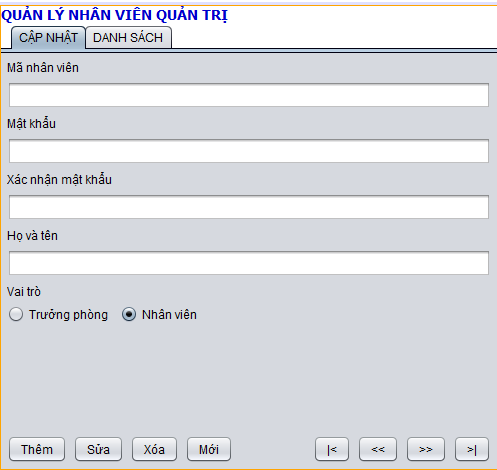 QUẢN LÝ NHÂN VIÊN QUẢN TRỊ
CẬP NHẬT DANH SÁCH
Mã nhân viên
Mật khẩu
Xác nhận mật khẩu
Họ và tên
Vai trò
Trưởng phòng Nhân viên
Thêm Sửa Xóa Mới |< << >> >|